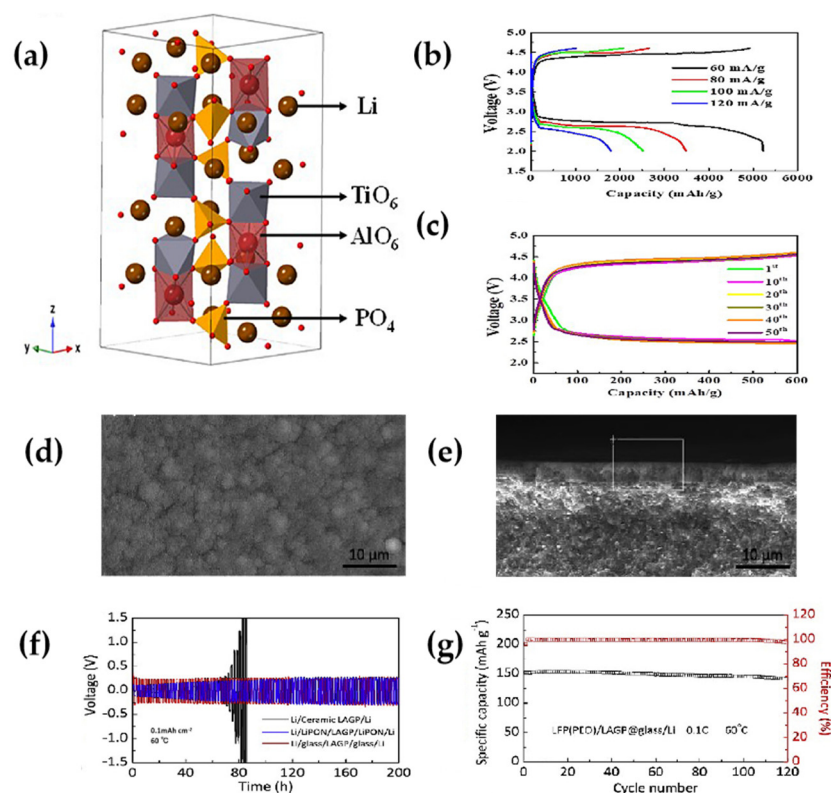 (a)
Li
TiO6
AlO6
PO4
z
y
x
(b)
Voltage (V)
5.0
4.5
4.0
3.5
3.0
2.5
2.0
1.5
60 mA/g
80 mA/g
100 mA/g
120 mA/g
0 1000 2000 3000 4000 5000 6000
Capacity (mAh/g)
(c)
Voltage (V)
5.0
4.5
4.0
3.5
3.0
2.5
2.0
1st
10th
20th
30th
40th
50th
0 100 200 300 400 500 600
Capacity (mAh/g)
(d)
10 µm
(e)
10 µm
(f)
Voltage (V)
1.5
1.0
0.5
0.0
-0.5
-1.0
-1.5
0.1mAh cm-2
60 °C
Li/Ceramic LAGP/Li
Li/LiPON/LAGP/LiPON/Li
Li/glass/LAGP/glass/Li
0 40 80 120 160 200
Time (h)
(g)
Specific capacity (mAh g-1)
250
200
150
100
50
0
LFP(PEO)/LAGP@glass/Li 0.1C 60°C
120
100
80
60
40
20
0
Efficiency (%)
0 20 40 60 80 100 120
Cycle number